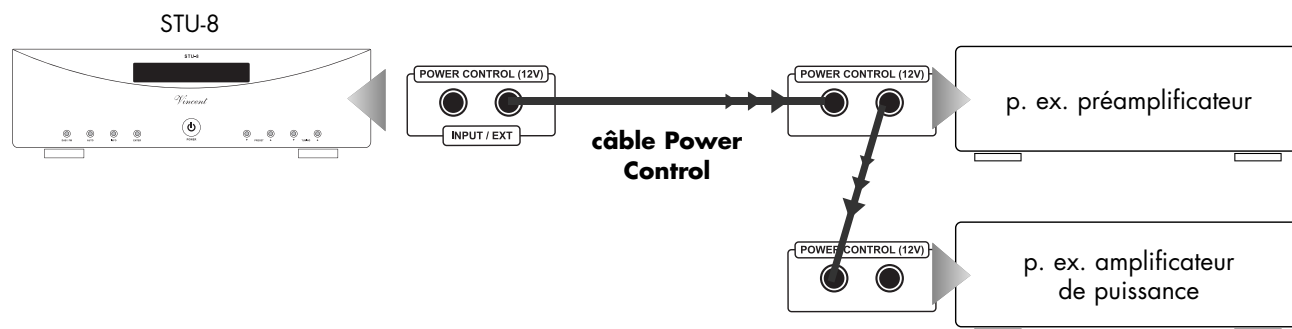 STU-8
STU-8
Vincent
POWER
POWER CONTROL (12V)
INPUT / EXT
câble Power
Control
POWER CONTROL (12V)
p. ex. préamplificateur
POWER CONTROL (12V)
p. ex. amplificateur
de puissance